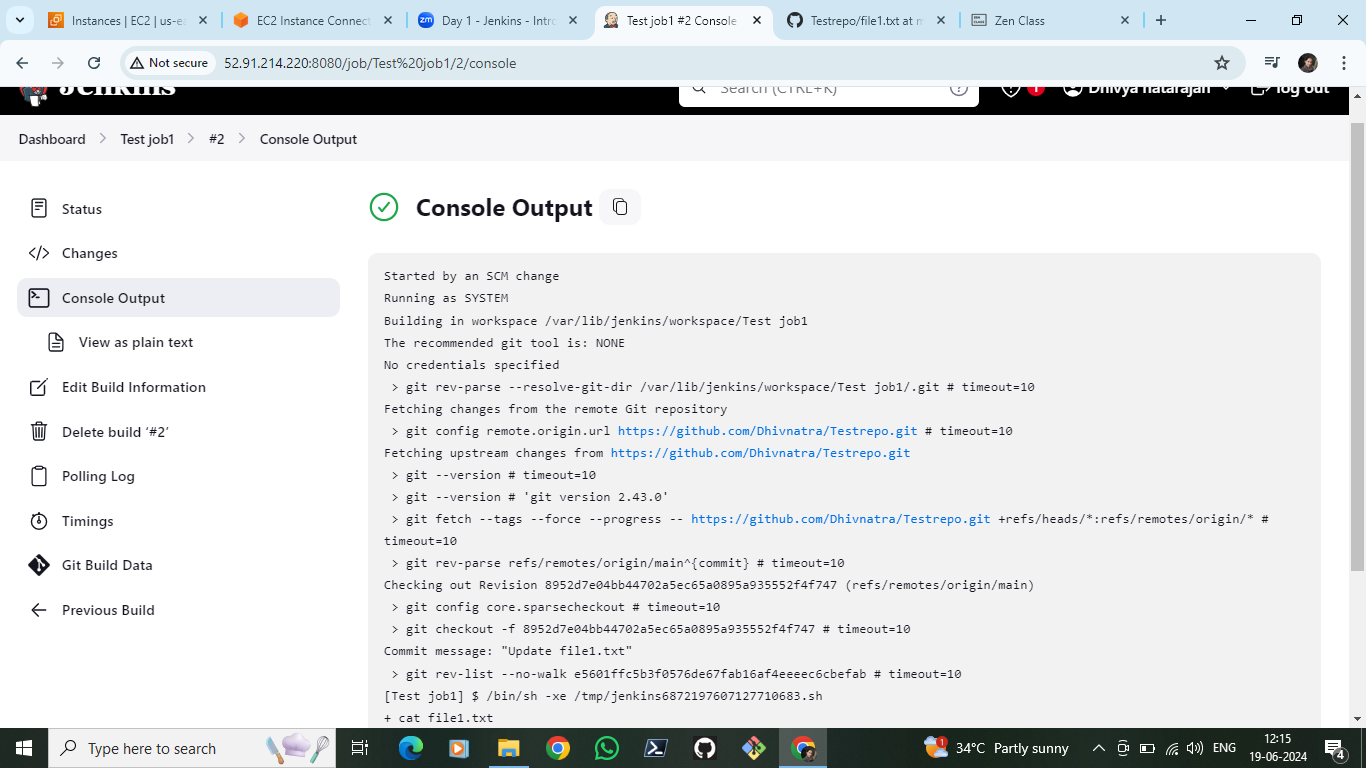 Instances | EC2 | us-ea
EC2 Instance Connect
zm Day 1 - Jenkins - Intro
Test job1 #2 Console
Testrepo/file1.txt at m
Zen Class
Not secure 52.91.214.220:8080/job/Test%20job1/2/console
Jenkins
Search (CTRL+K)
1
Dhivya natarajan
log out
Dashboard > Test job1 > #2 > Console Output
Status
Changes
Console Output
View as plain text
Edit Build Information
Delete build ‘#2’
Polling Log
Timings
Git Build Data
Previous Build
Console Output
Started by an SCM change
Running as SYSTEM
Building in workspace /var/lib/jenkins/workspace/Test job1
The recommended git tool is: NONE
No credentials specified
> git rev-parse --resolve-git-dir /var/lib/jenkins/workspace/Test job1/.git # timeout=10
Fetching changes from the remote Git repository
> git config remote.origin.url https://github.com/Dhivnatra/Testrepo.git # timeout=10
Fetching upstream changes from https://github.com/Dhivnatra/Testrepo.git
> git --version # timeout=10
> git --version # 'git version 2.43.0'
> git fetch --tags --force --progress -- https://github.com/Dhivnatra/Testrepo.git +refs/heads/*:refs/remotes/origin/* #
timeout=10
> git rev-parse refs/remotes/origin/main^{commit} # timeout=10
Checking out Revision 8952d7e04bb44702a5ec65a0895a935552f4f747 (refs/remotes/origin/main)
> git config core.sparsecheckout # timeout=10
> git checkout -f 8952d7e04bb44702a5ec65a0895a935552f4f747 # timeout=10
Commit message: "Update file1.txt"
> git rev-list --no-walk e5601ffc5b3f0576de67fab16af4eeeec6cbefab # timeout=10
[Test job1] $ /bin/sh -xe /tmp/jenkins6872197607127710683.sh
+ cat file1.txt
Type here to search
1
34°C Partly sunny
ENG
12:15
19-06-2024
4